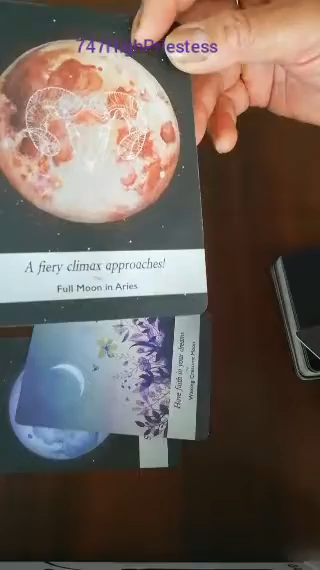 747HighPriestess
A fiery climax approaches!
Full Moon in Aries
Have faith in your dreams
Waxing Crescent Moon